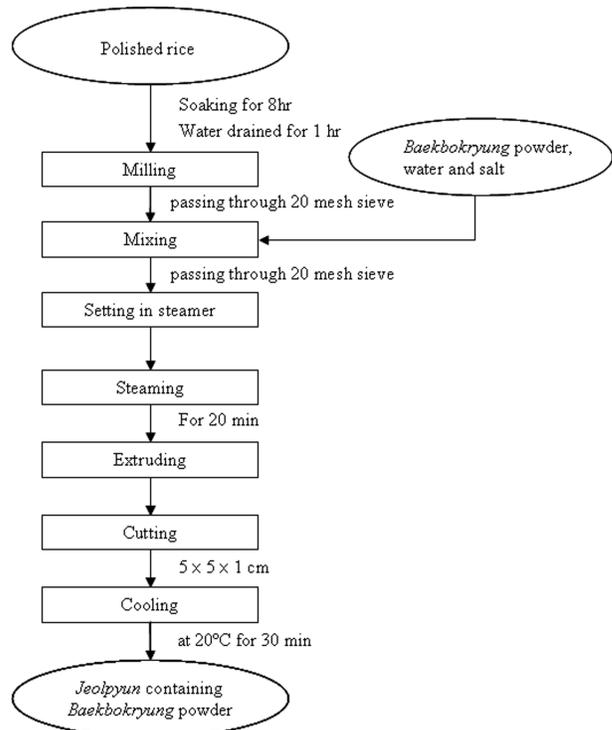 Polished rice
Soaking for 8hr
Water drained for 1 hr
Baekbokryung powder,
water and salt
Milling
passing through 20 mesh sieve
Mixing
passing through 20 mesh sieve
Setting in steamer
Steaming
For 20 min
Extruding
Cutting
5 × 5 × 1 cm
Cooling
at 20°C for 30 min
Jeolpyun containing
Baekbokryung powder